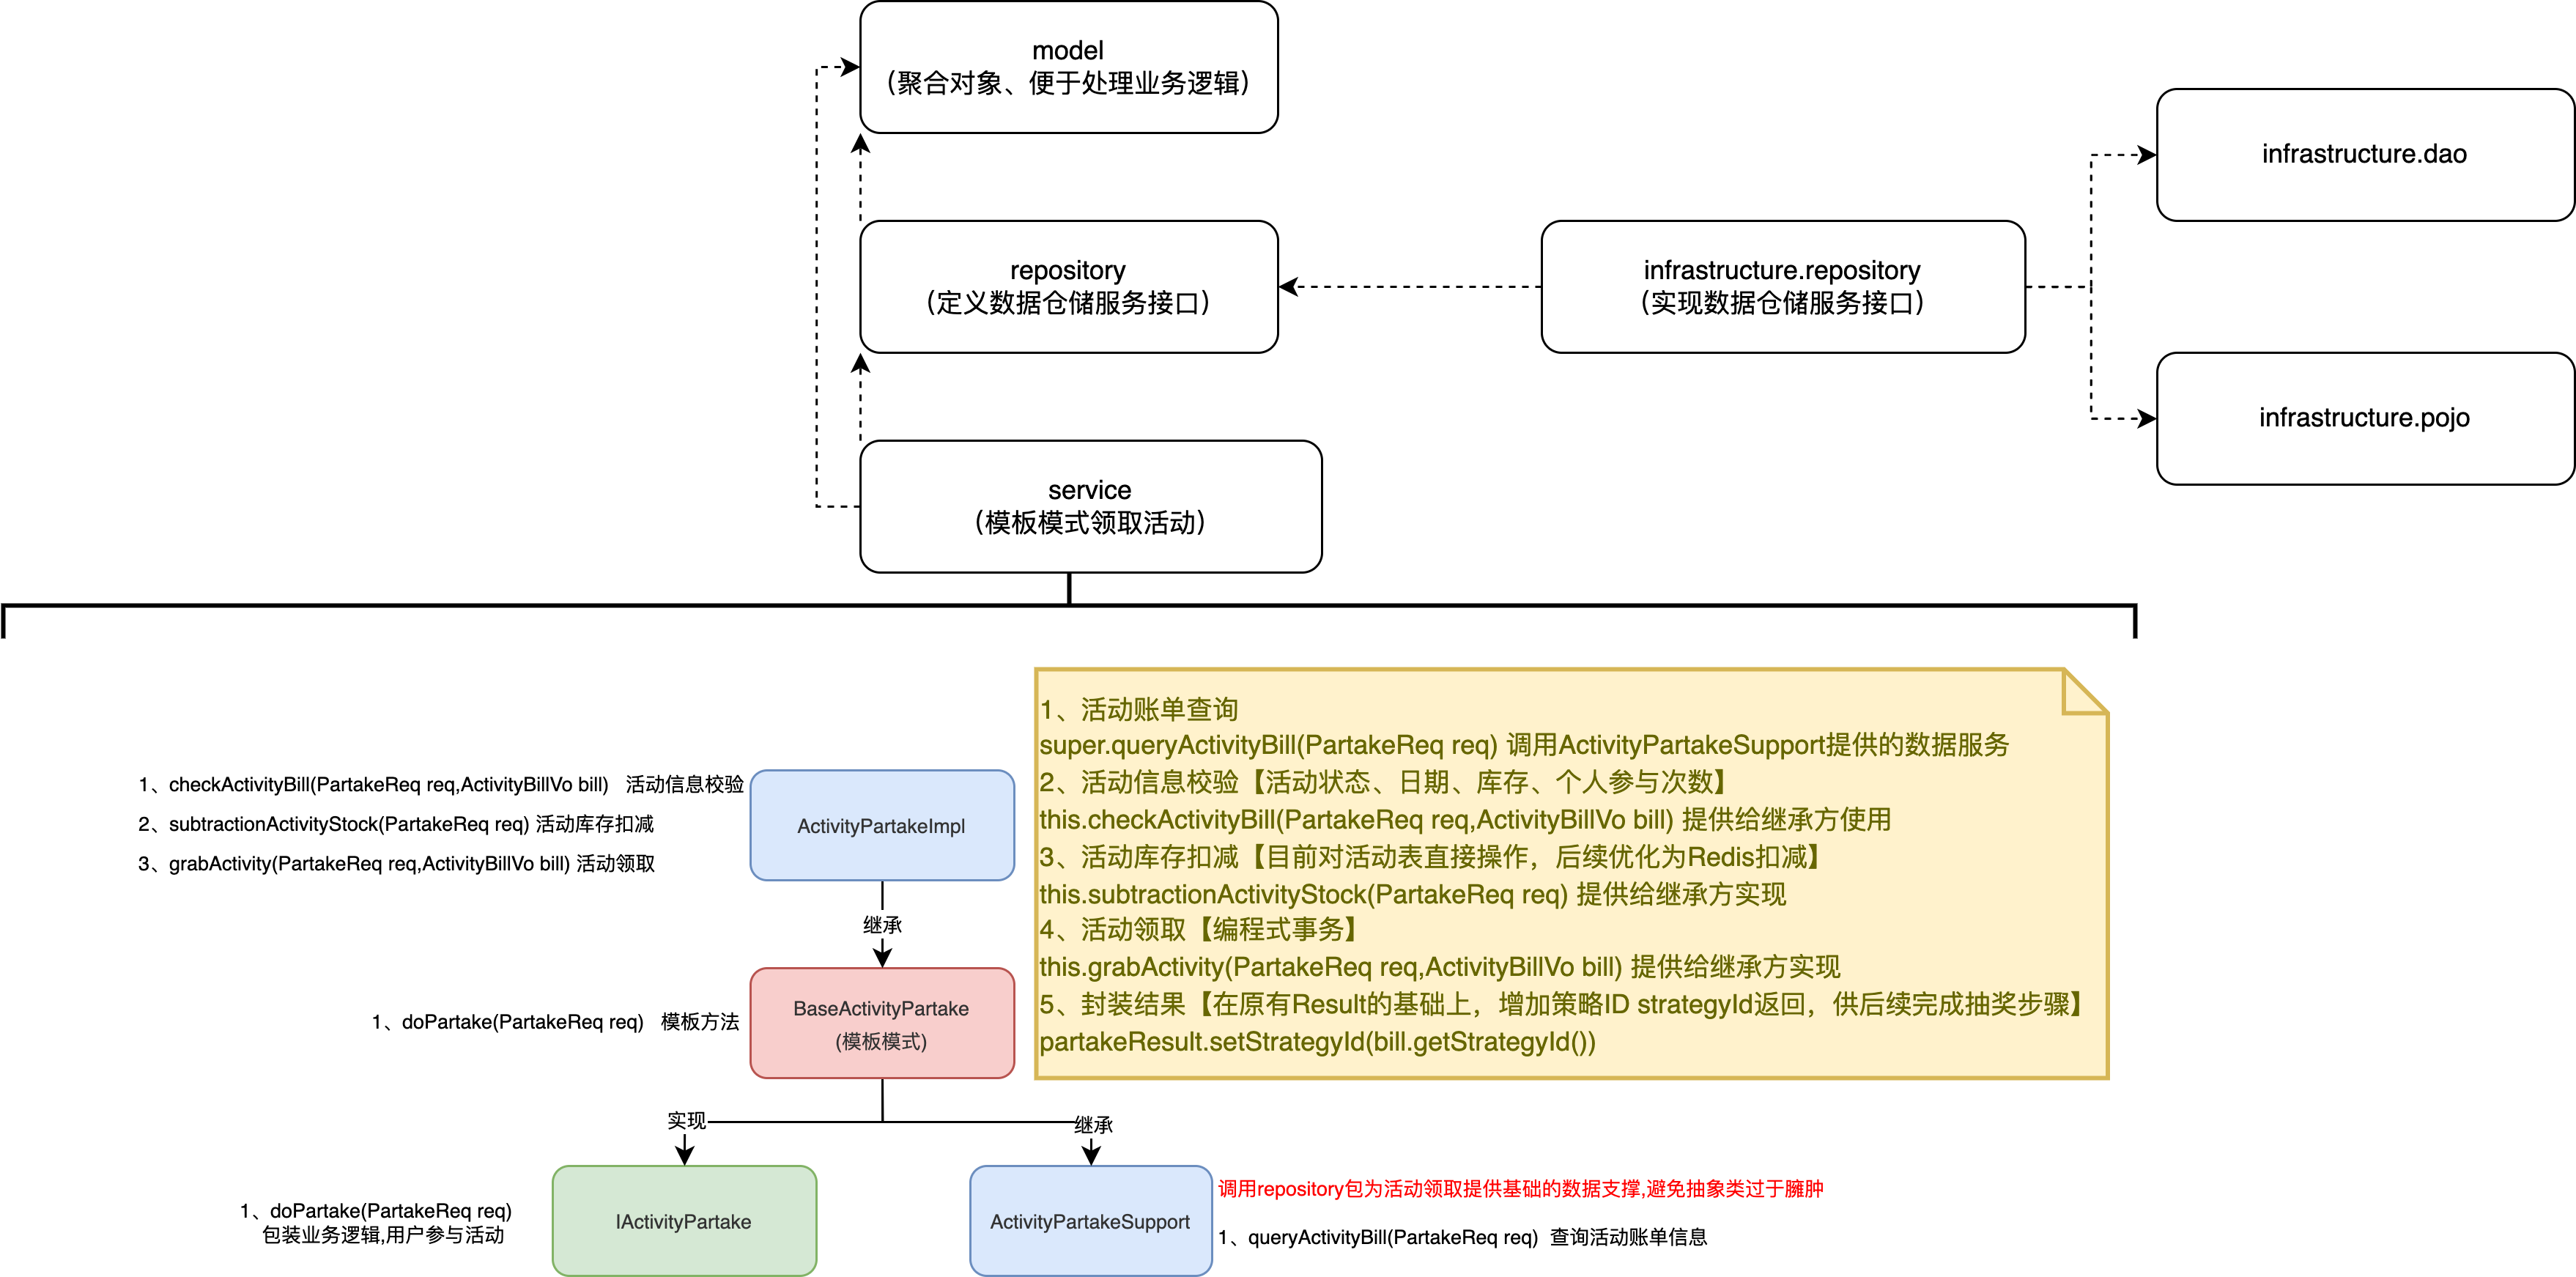 model
（聚合对象、便于处理业务逻辑）
infrastructure.dao
repository
（定义数据仓储服务接口）
infrastructure.repository
（实现数据仓储服务接口）
infrastructure.pojo
service
（模板模式领取活动）
1、checkActivityBill(PartakeReq req,ActivityBillVo bill) 活动信息校验
2、subtractionActivityStock(PartakeReq req) 活动库存扣减
3、grabActivity(PartakeReq req,ActivityBillVo bill) 活动领取
ActivityPartakeImpl
继承
1、doPartake(PartakeReq req) 模板方法
BaseActivityPartake
(模板模式)
1、活动账单查询
super.queryActivityBill(PartakeReq req) 调用ActivityPartakeSupport提供的数据服务
2、活动信息校验【活动状态、日期、库存、个人参与次数】
this.checkActivityBill(PartakeReq req,ActivityBillVo bill) 提供给继承方使用
3、活动库存扣减【目前对活动表直接操作，后续优化为Redis扣减】
this.subtractionActivityStock(PartakeReq req) 提供给继承方实现
4、活动领取【编程式事务】
this.grabActivity(PartakeReq req,ActivityBillVo bill) 提供给继承方实现
5、封装结果【在原有Result的基础上，增加策略ID strategyId返回，供后续完成抽奖步骤】
partakeResult.setStrategyId(bill.getStrategyId())
实现
继承
1、doPartake(PartakeReq req)
包装业务逻辑,用户参与活动
IActivityPartake
ActivityPartakeSupport
调用repository包为活动领取提供基础的数据支撑,避免抽象类过于臃肿
1、queryActivityBill(PartakeReq req) 查询活动账单信息